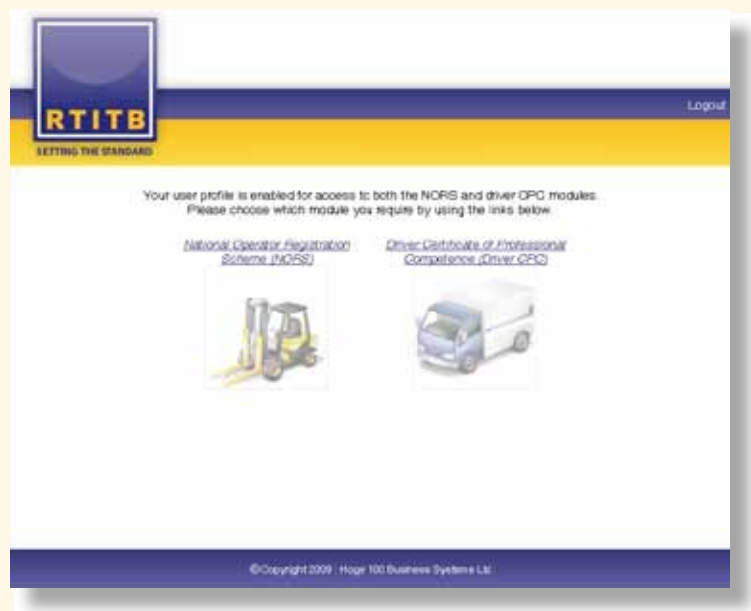 Logout
RTITB
SETTING THE STANDARD
Your user profile is enabled for access to both the NORS and driver CPC modules.
Please choose which module you require by using the links below.
National Operator Registration
Scheme (NORS)
Driver Certificate of Professional
Competence (Driver CPC)
©Copyright 2009 : Hoge 100 Business Systems Ltd